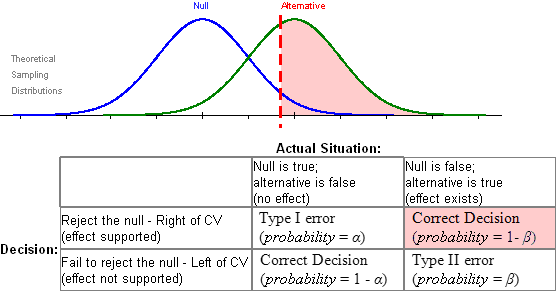 Null
Alternative
Theoretical
Sampling
Distributions
Actual Situation:
Null is true;
alternative is false
(no effect)
Null is false;
alternative is true
(effect exists)
Decision:
Reject the null - Right of CV
(effect supported)
Type I error
(probability = α)
Correct Decision
(probability = 1- β)
Fail to reject the null - Left of CV
(effect not supported)
Correct Decision
(probability = 1 - α)
Type II error
(probability = β)